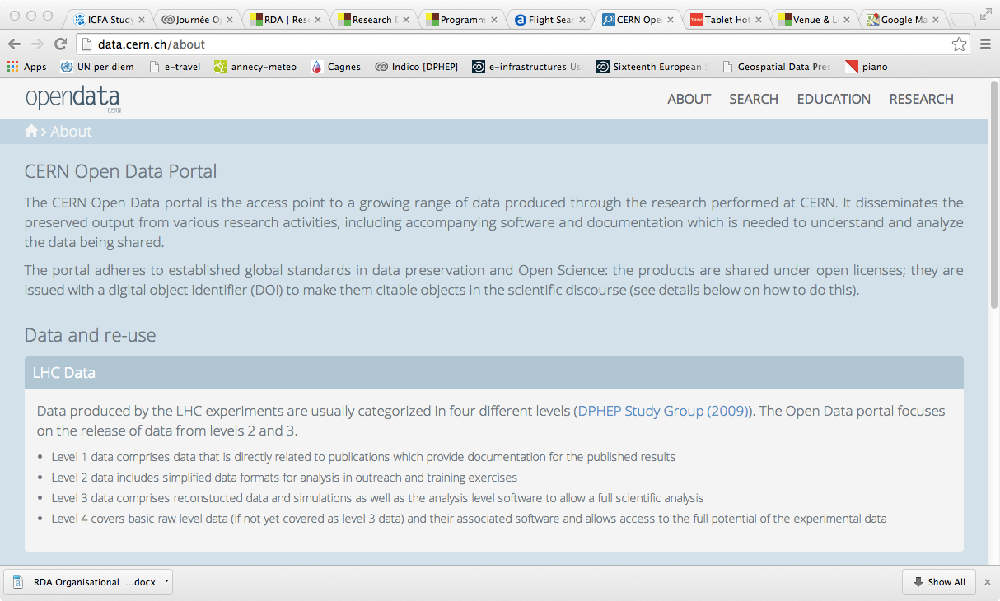 ICFA Study
Journée O
RDA | Rese
Research D
Programm
Flight Sear
CERN Ope
Tablet Hot
Venue & L
Google Ma
data.cern.ch/about
Apps UN per diem e-travel annecy-meteo Cagnes Indico [DPHEP] e-infrastructures Us Sixteenth European Geospatial Data Pres piano
opendata
CERN
ABOUT SEARCH EDUCATION RESEARCH
About
CERN Open Data Portal
The CERN Open Data portal is the access point to a growing range of data produced through the research performed at CERN. It disseminates the
preserved output from various research activities, including accompanying software and documentation which is needed to understand and analyze
the data being shared.
The portal adheres to established global standards in data preservation and Open Science: the products are shared under open licenses; they are
issued with a digital object identifier (DOI) to make them citable objects in the scientific discourse (see details below on how to do this).
Data and re-use
LHC Data
Data produced by the LHC experiments are usually categorized in four different levels (DPHEP Study Group (2009)). The Open Data portal focuses
on the release of data from levels 2 and 3.
• Level 1 data comprises data that is directly related to publications which provide documentation for the published results
• Level 2 data includes simplified data formats for analysis in outreach and training exercises
• Level 3 data comprises reconstucted data and simulations as well as the analysis level software to allow a full scientific analysis
• Level 4 covers basic raw level data (if not yet covered as level 3 data) and their associated software and allows access to the full potential of the experimental data
RDA Organisational ....docx
Show All